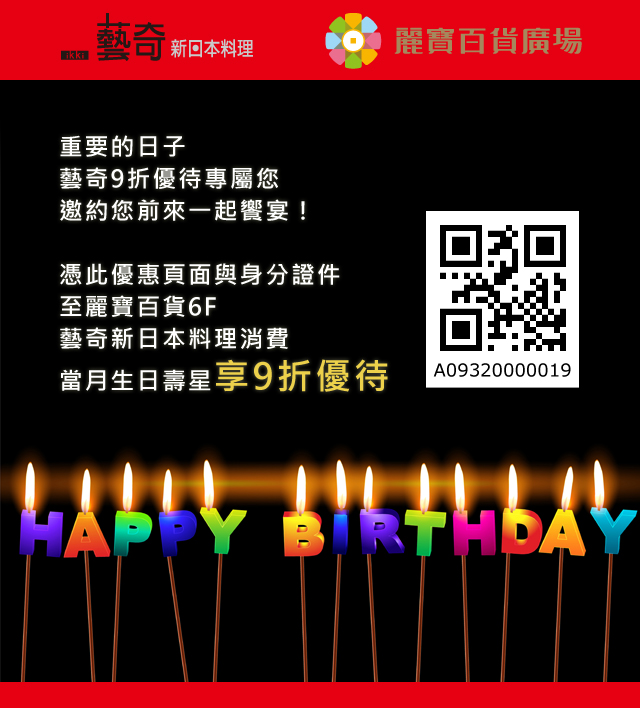 藝奇 新日本料理
麗寶百貨廣場
重要的日子
藝奇9折優待專屬您
邀約您前來一起饗宴！
憑此優惠頁面與身分證件
至麗寶百貨6F
藝奇新日本料理消費
當月生日壽星享9折優待
A09320000019
HAPPY BIRTHDAY